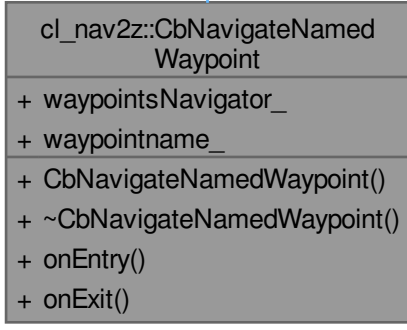 cl_nav2z::CbNavigateNamed
Waypoint
+ waypointsNavigator_
+ waypointname_
+ CbNavigateNamedWaypoint()
+ ~CbNavigateNamedWaypoint()
+ onEntry()
+ onExit()